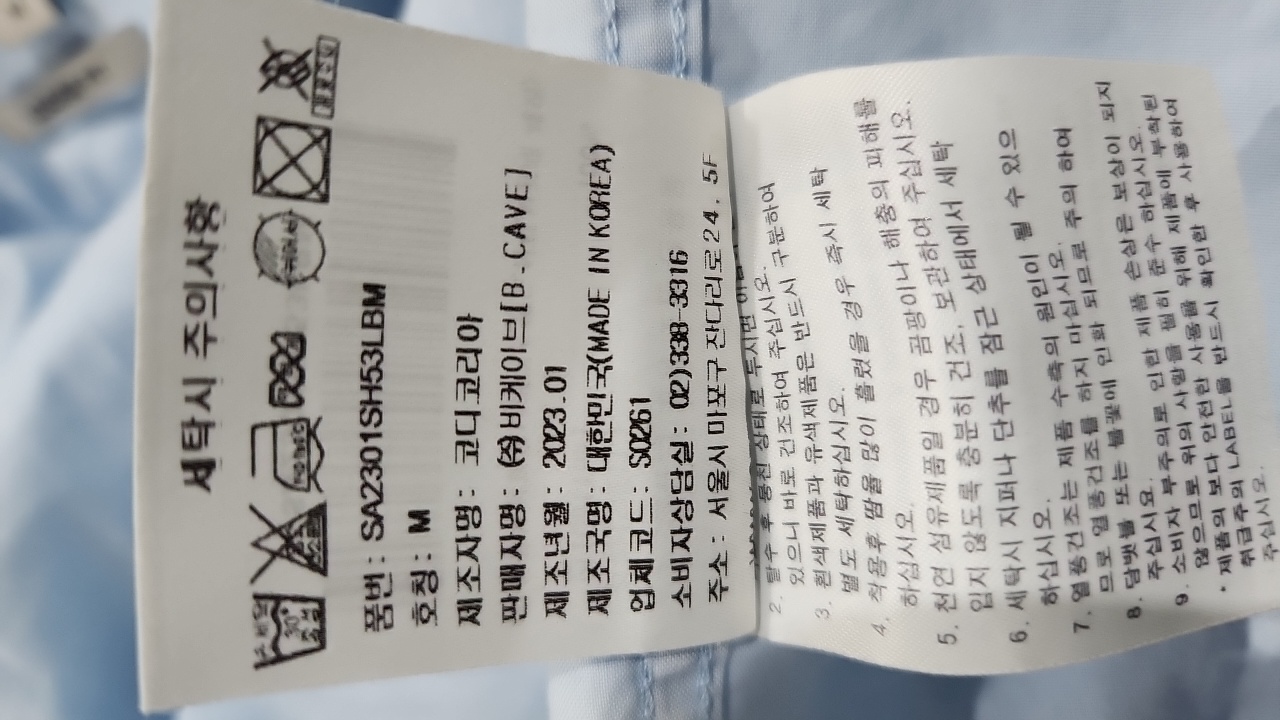 세탁시 주의사항
30°
품번 : SA2301SH53LBM
호칭 : M
제조자명 : 코디코리아
판매자명 : ㈜비케이브[B.CAVE]
제조년월 : 2023.01
제조국명 : 대한민국(MADE IN KOREA)
업체코드 : S0261
소비자상담실 : 02)338-3316
주소 : 서울시 마포구 잔다리로24. 5F
2. 탈수 후 뭉친 상태로 두시면
있으니 바로 건조하여 주십시오.
3. 흰색제품과 유색제품은 반드시 구분하여
별도 세탁하십시오.
4. 착용후 땀을 많이 흘렸을 경우 즉시 세탁
하십시오.
5. 천연 섬유제품일 경우 곰팡이나 해충의 피해를
입지 않도록 충분히 건조, 보관하여 주십시오.
6. 세탁시 지퍼나 단추를 잠근 상태에서 세탁
하십시오.
7. 열풍건조는 제품 수축의 원인이 될 수 있으
므로 열풍건조를 하지 마십시오.
8. 담뱃불 또는 불꽃에 인화 되므로 주의 하여
주십시요.
9. 소비자 부주의로 인한 제품 손상은 보상이 되지
않으므로 위의 사항을 필히 준수 하십시오.
• 제품의 보다 안전한 사용을 위해 제품에 부착된
취급주의 LABEL을 반드시 확인한 후 사용하여
주십시오.